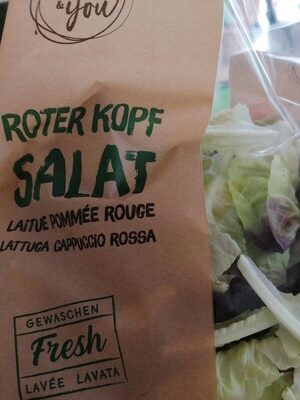 & you
ROTER KOPF
SALAT
LAITUE POMMÉE ROUGE
LATTUGA CAPPUCCIO ROSSA
GEWASCHEN
Fresh
LAVÉE LAVATA